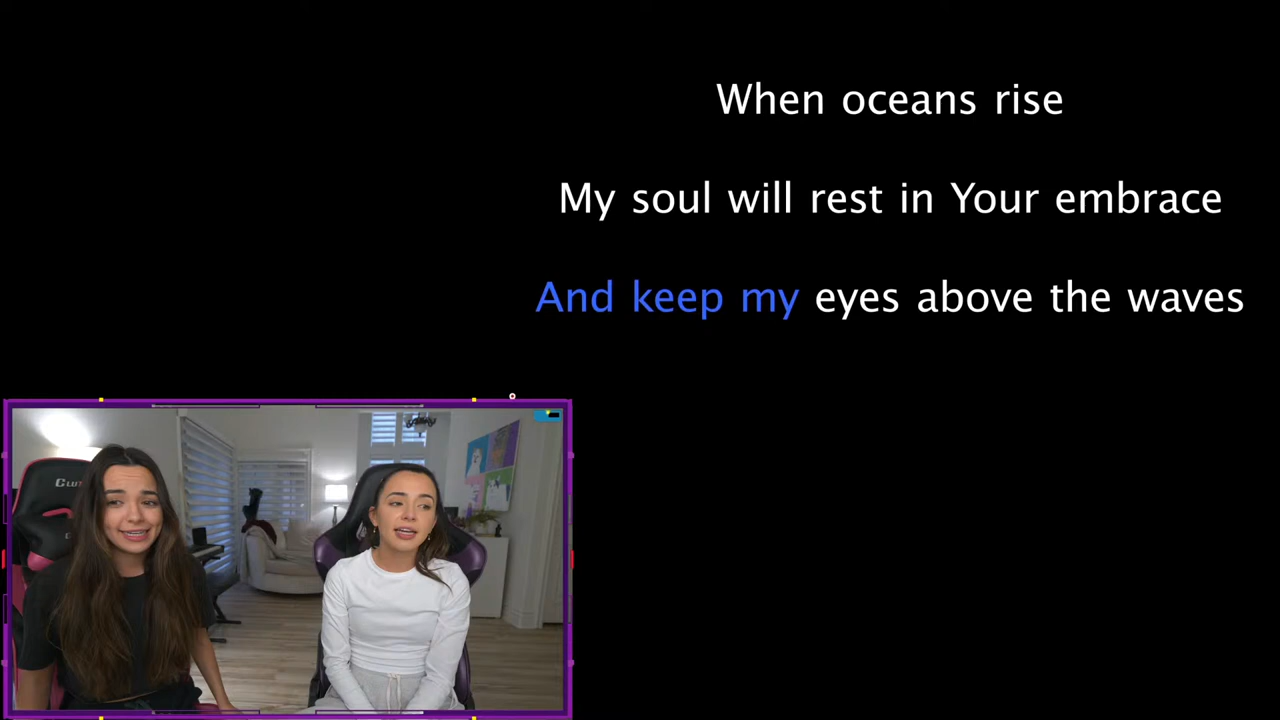 When oceans rise
My soul will rest in Your embrace
And keep my eyes above the waves